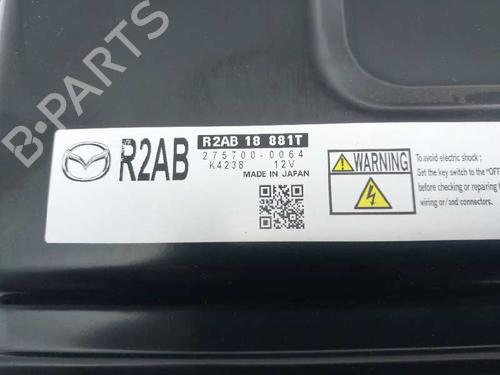 B-PARTS
R2AB
R2AB 18 881T
275700-0064
K4238 12V
MADE IN JAPAN
WARNING
To avoid electric shock ;
Set the key switch to the "OFF
before checking or repairing
wiring or/and connectors.